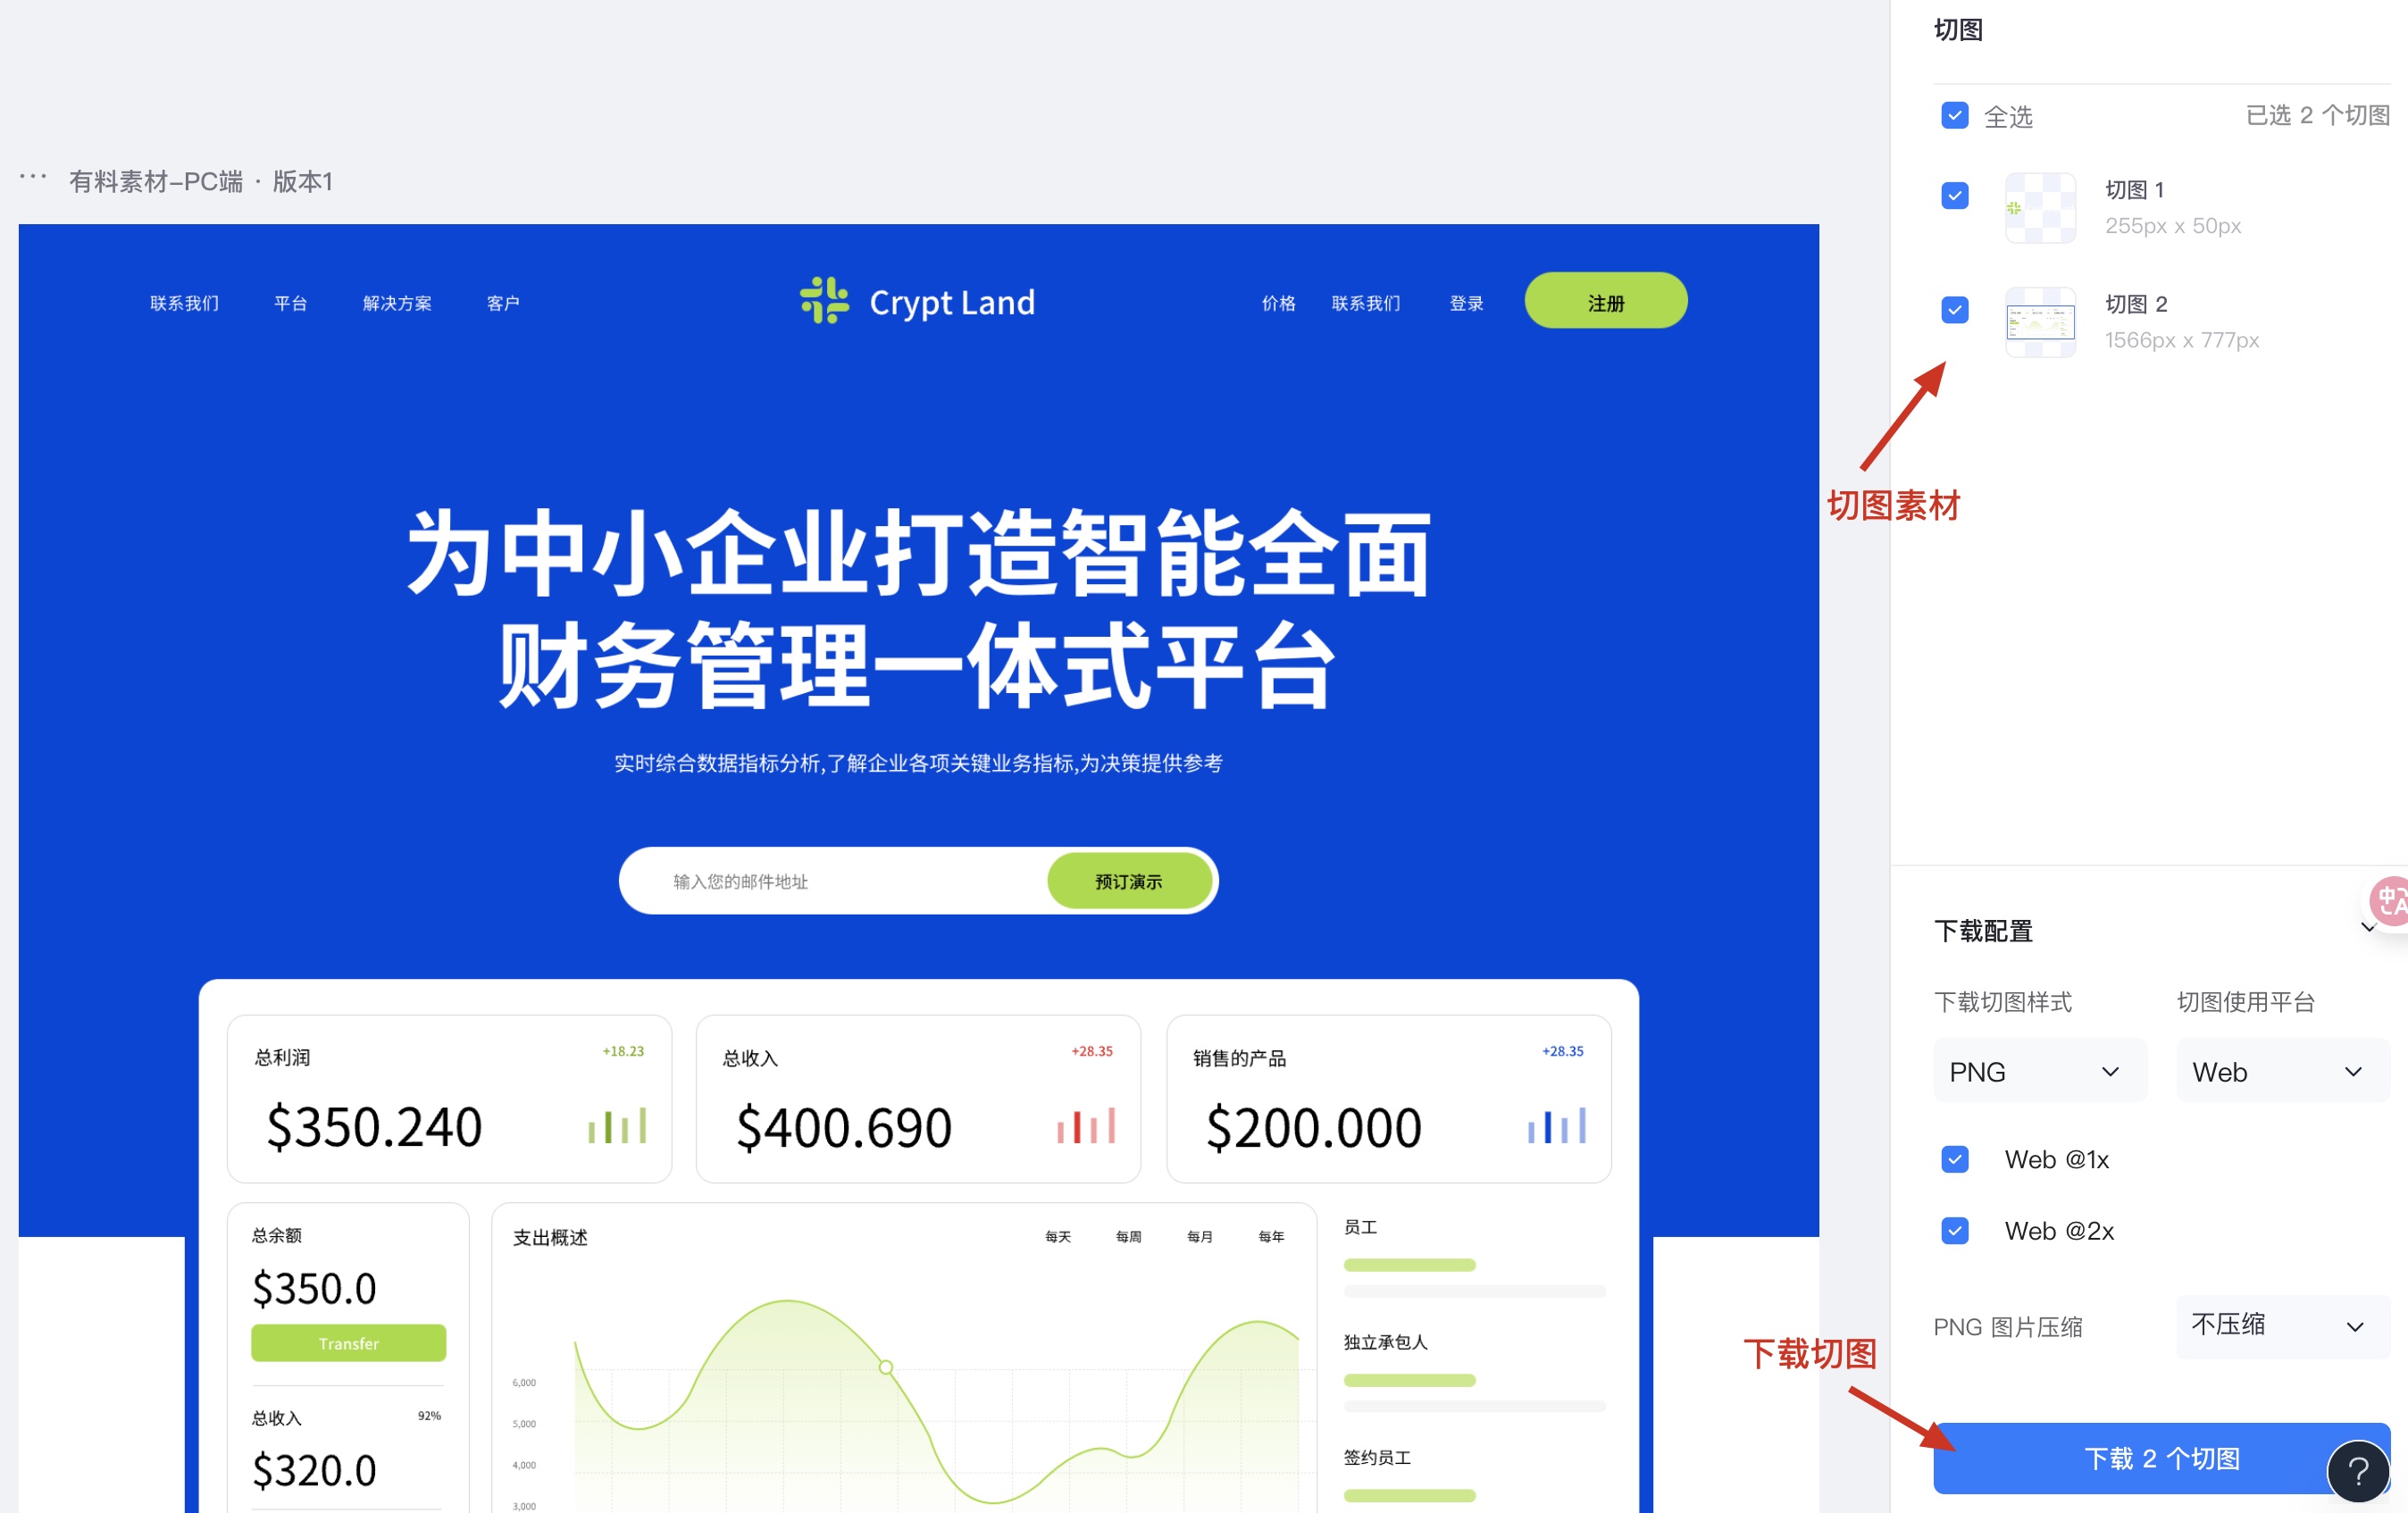 ··· 有料素材-PC端 · 版本1
联系我们 平台 解决方案 客户 Crypt Land 价格 联系我们 登录 注册
为中小企业打造智能全面
财务管理一体式平台
实时综合数据指标分析,了解企业各项关键业务指标,为决策提供参考
输入您的邮件地址 预订演示
总利润 +18.23
$350.240
总收入 +28.35
$400.690
销售的产品 +28.35
$200.000
总余额
$350.0
Transfer
总收入 92%
$320.0
支出概述 每天 每周 每月 每年
6,000
5,000
4,000
3,000
员工
独立承包人
签约员工
切图
全选 已选 2 个切图
切图 1
255px x 50px
切图 2
1566px x 777px
切图素材
下载配置
中A
下载切图样式 切图使用平台
PNG Web
Web @1x
Web @2x
PNG 图片压缩 不压缩
下载切图
下载 2 个切图 ?